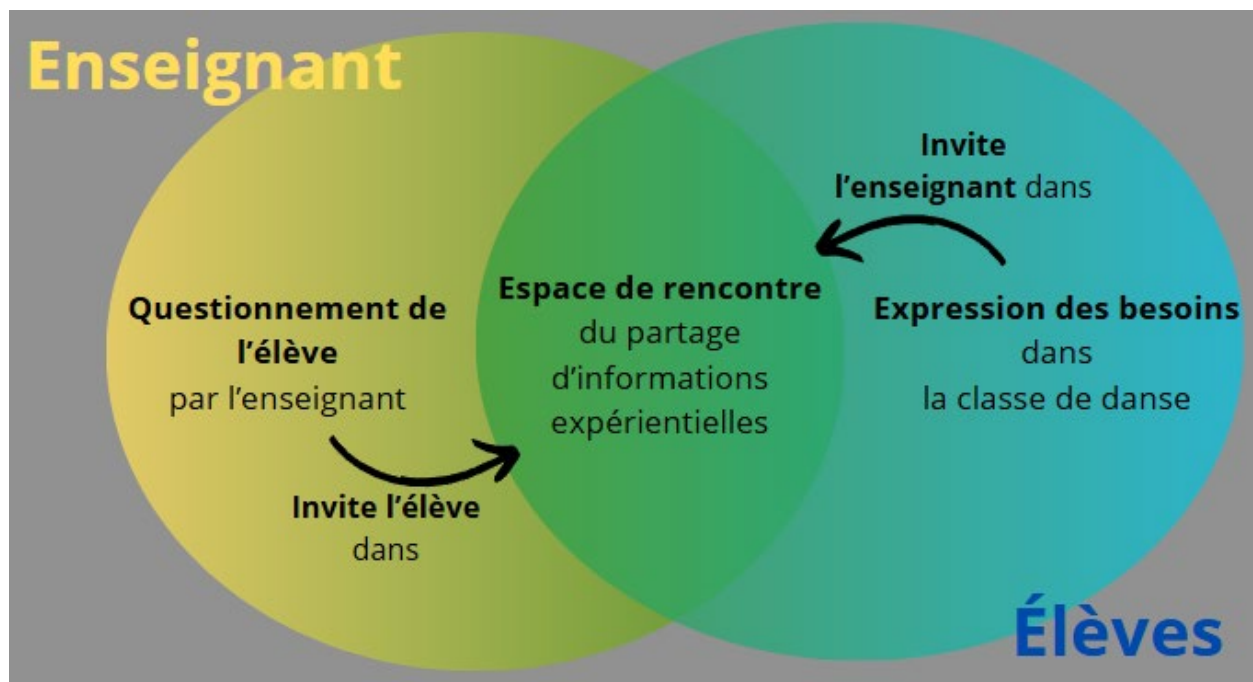 Enseignant
Invite
l’enseignant dans
Questionnement de
l’élève
par l’enseignant
Espace de rencontre
du partage
d’informations
expérientielles
Expression des besoins
dans
la classe de danse
Invite l’élève
dans
Élèves